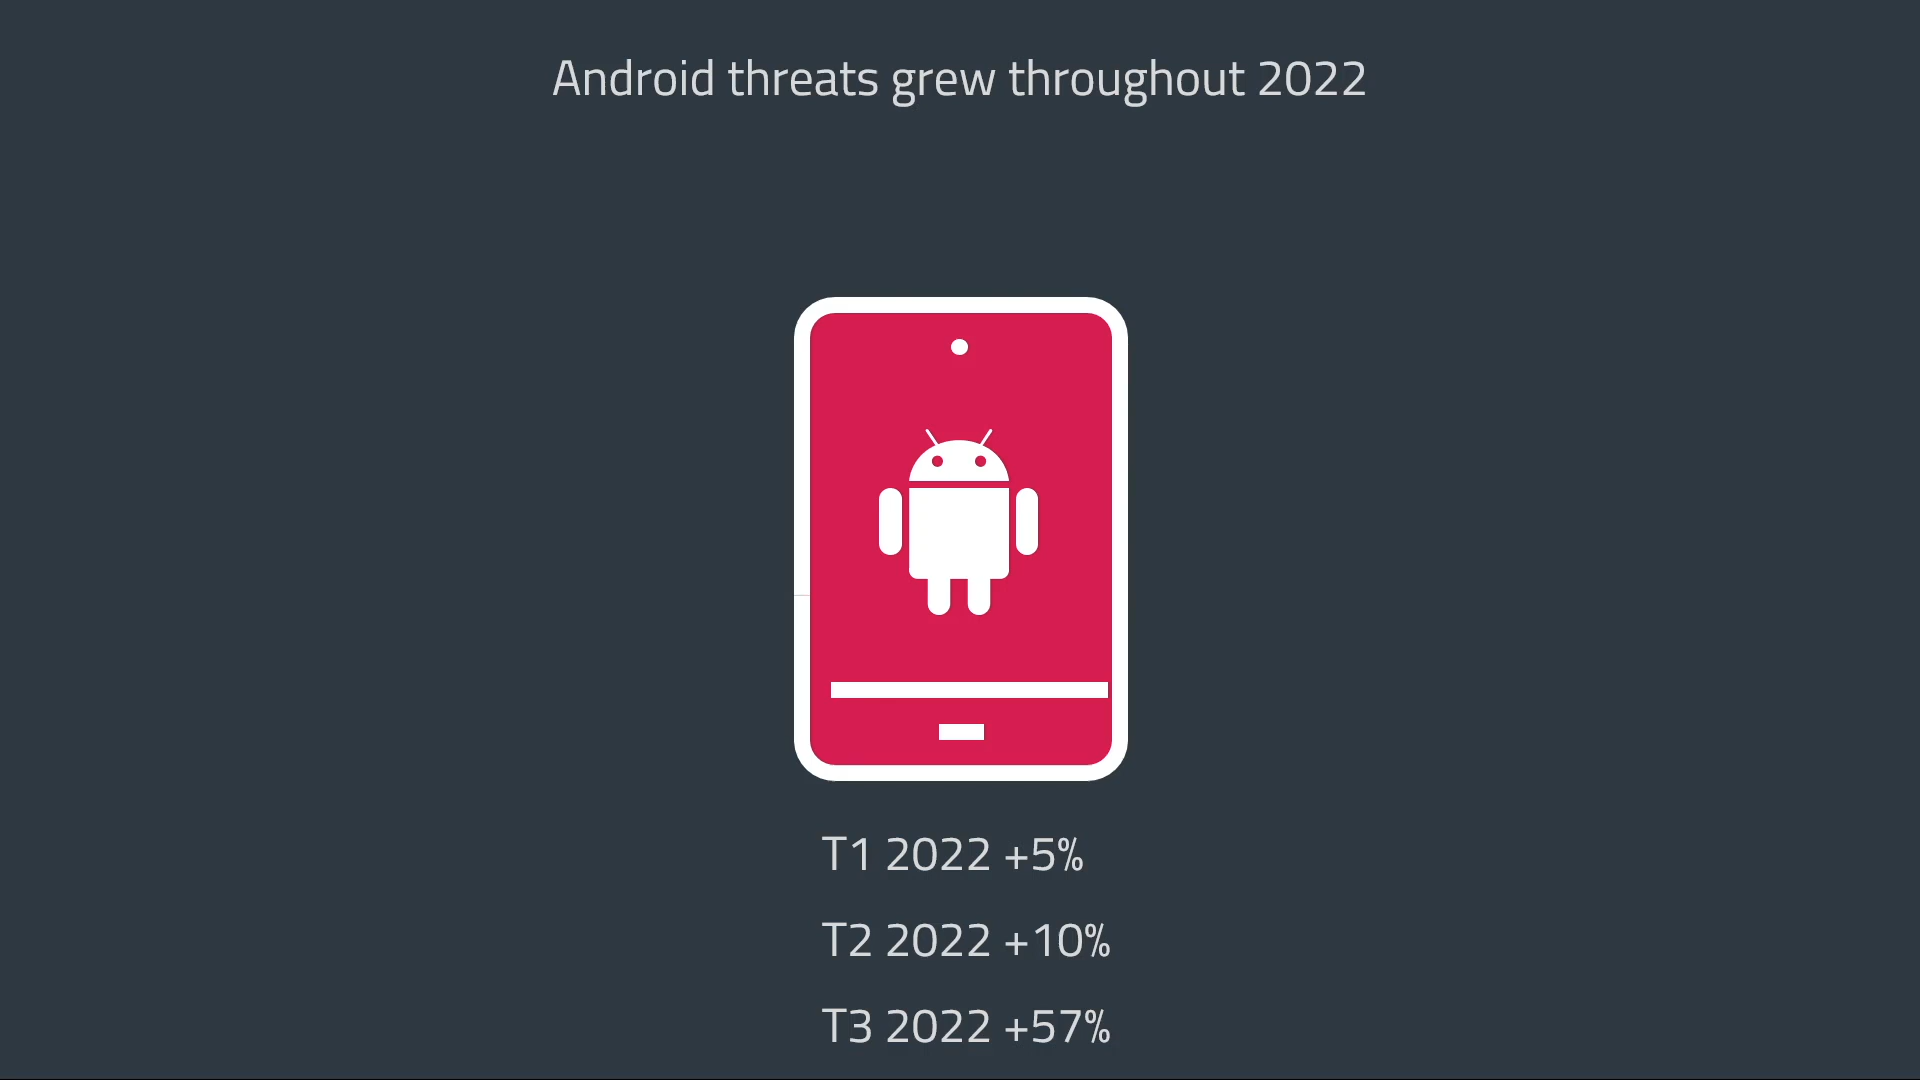 Android threats grew throughout 2022
T1 2022 +5%
T2 2022 +10%
T3 2022 +57%